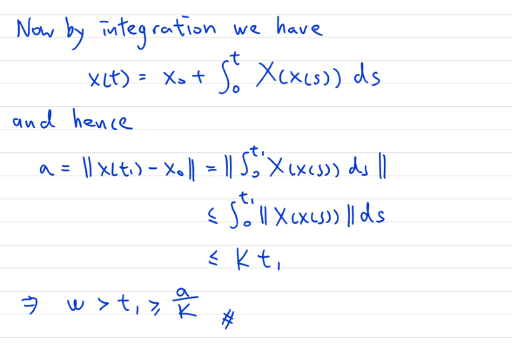 Now by integration we have
x(t) = x₀ + ∫₀ᵗ X(x(s)) ds
and hence
a = ||x(t₁) - x₀|| = ||∫₀^t₁ X(x(s)) ds||
≤ ∫₀^t₁ ||X(x(s))|| ds
≤ K t₁
⇒ w > t₁ ≥ a/K #